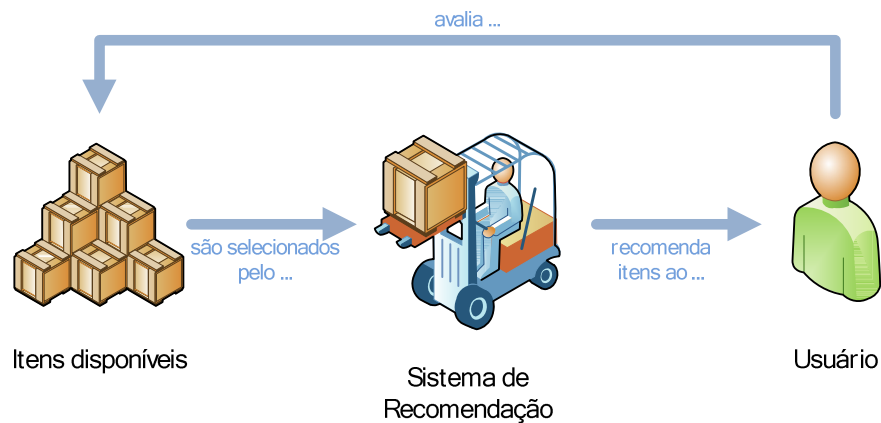 avalia ...
são selecionados
pelo ...
recomenda
itens ao ...
Itens disponíveis
Sistema de
Recomendação
Usuário